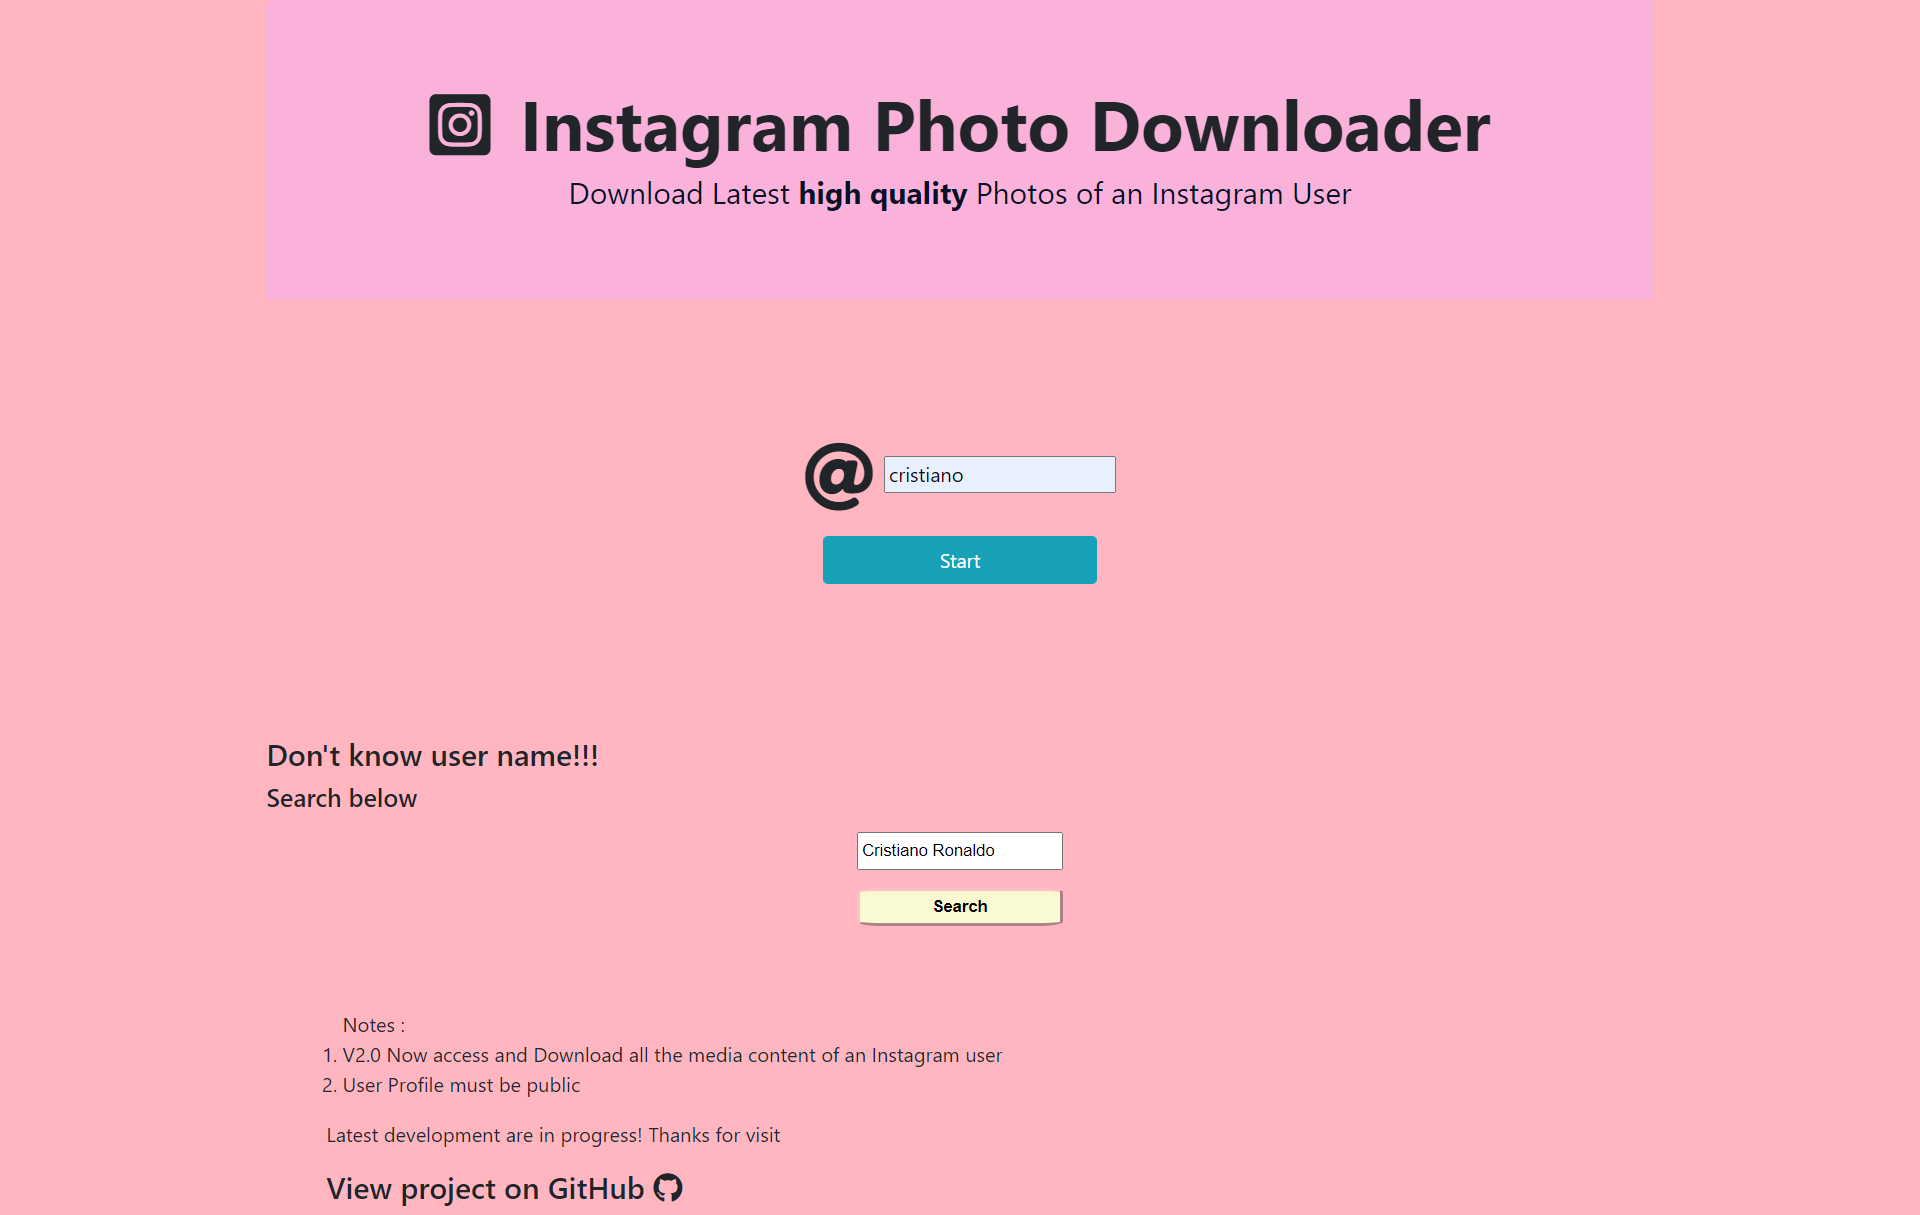 Instagram Photo Downloader
Download Latest high quality Photos of an Instagram User
@ cristiano
Start
Don't know user name!!!
Search below
Cristiano Ronaldo
Search
Notes :
1. V2.0 Now access and Download all the media content of an Instagram user
2. User Profile must be public
Latest development are in progress! Thanks for visit
View project on GitHub